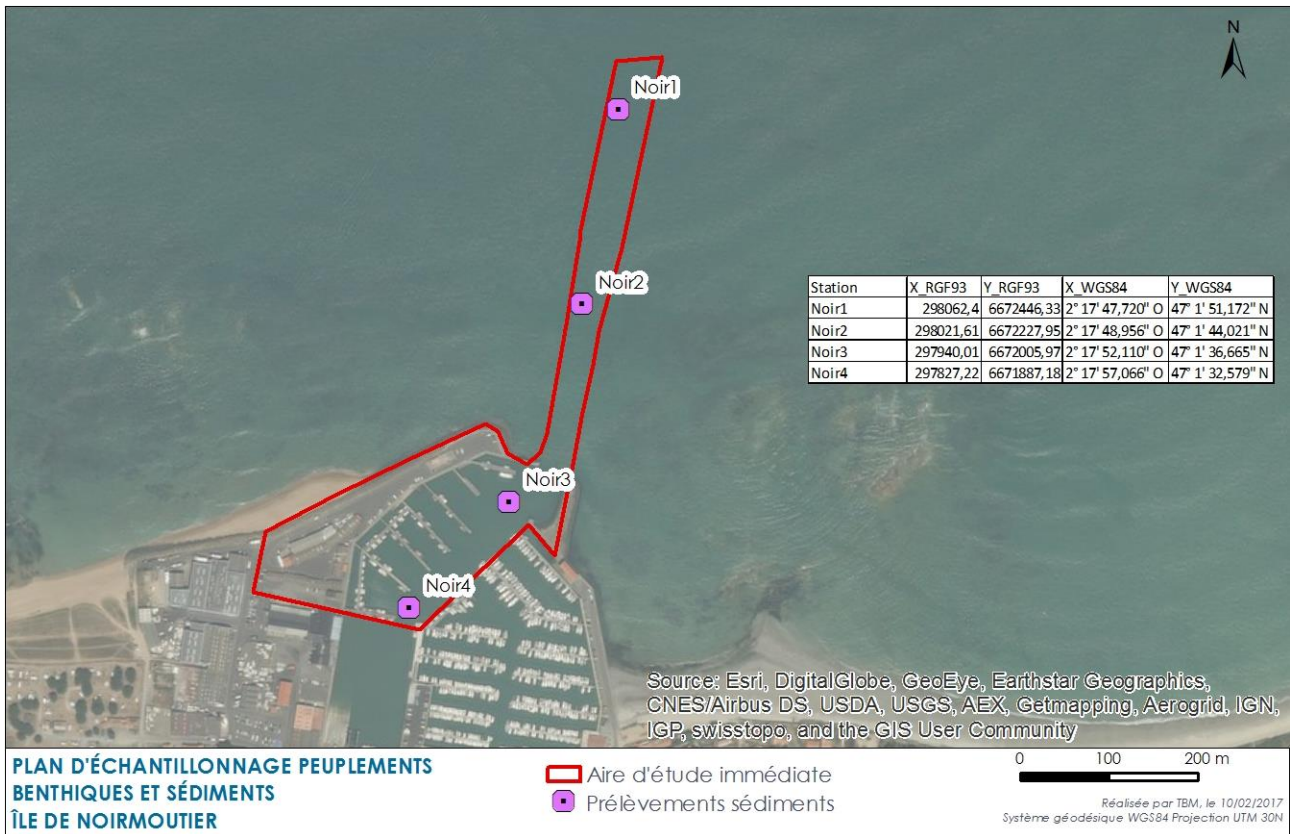 N
Noir1
Noir2
Station X_RGF93 Y_RGF93 X_WGS84 Y_WGS84
Noir1 298062,4 6672446,33 2° 17' 47,720" O 47° 1' 51,172" N
Noir2 298021,61 6672227,95 2° 17' 48,956" O 47° 1' 44,021" N
Noir3 297940,01 6672005,97 2° 17' 52,110" O 47° 1' 36,665" N
Noir4 297827,22 6671887,18 2° 17' 57,066" O 47° 1' 32,579" N
Noir3
Noir4
Source: Esri, DigitalGlobe, GeoEye, Earthstar Geographics,
CNES/Airbus DS, USDA, USGS, AEX, Getmapping, Aerogrid, IGN,
IGP, swisstopo, and the GIS User Community
PLAN D'ÉCHANTILLONNAGE PEUPLEMENTS
BENTHIQUES ET SÉDIMENTS
ÎLE DE NOIRMOUTIER
Aire d'étude immédiate
Prélèvements sédiments
0 100 200 m
Réalisée par TBM, le 10/02/2017
Système géodésique WGS84 Projection UTM 30N